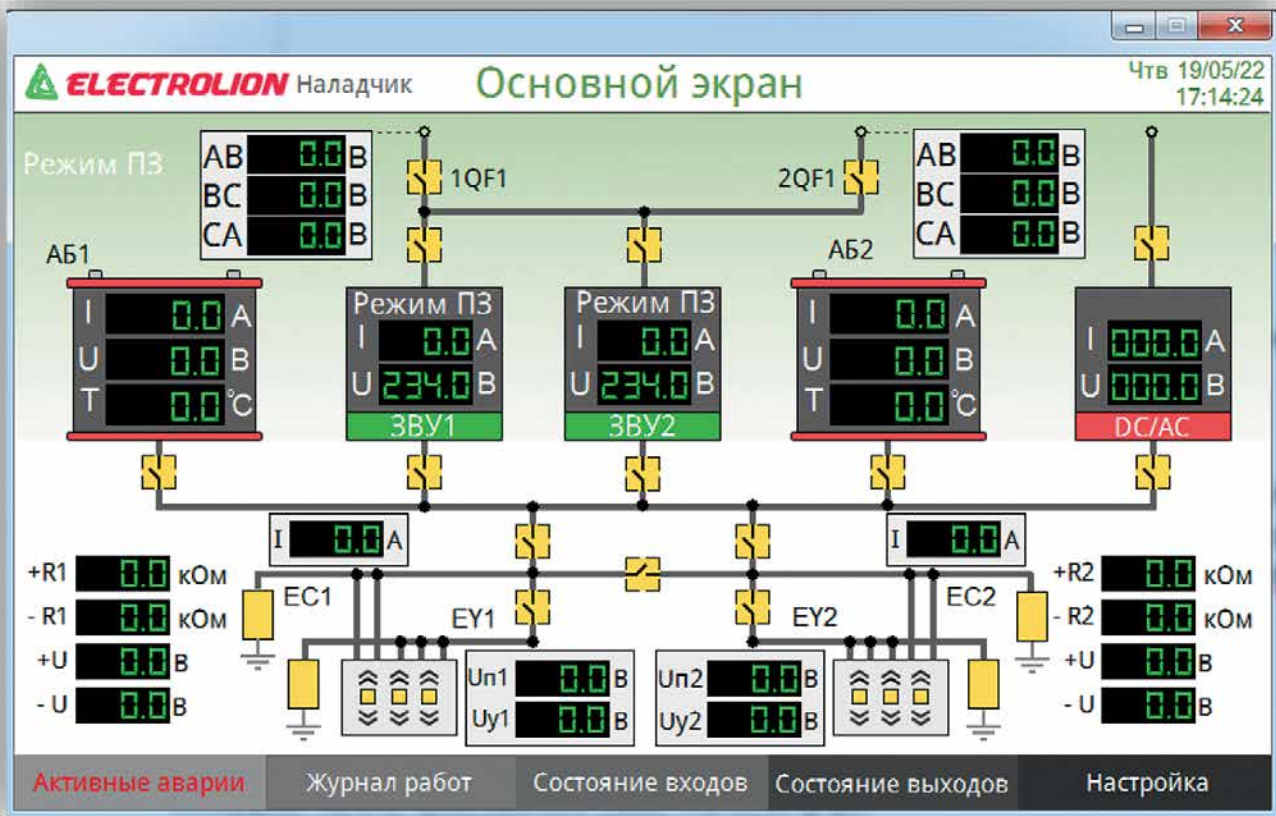 ELECTROLION Наладчик Основной экран Чтв 19/05/22
17:14:24
Режим ПЗ
AB 0.0 В
BC 0.0 В
CA 0.0 В
1QF1
2QF1
AB 0.0 В
BC 0.0 В
CA 0.0 В
АБ1
I 0.0 A
U 0.0 В
T 0.0 °C
Режим ПЗ
I 0.0 A
U 234.0 В
ЗВУ1
Режим ПЗ
I 0.0 A
U 234.0 В
ЗВУ2
АБ2
I 0.0 A
U 0.0 В
T 0.0 °C
I 000.0 A
U 000.0 В
DC/AC
I 0.0 A
I 0.0 A
+R1 0.0 кОм
- R1 0.0 кОм
+U 0.0 В
- U 0.0 В
EC1
EY1
EY2
EC2
+R2 0.0 кОм
- R2 0.0 кОм
+U 0.0 В
- U 0.0 В
Uп1 0.0 В
Uу1 0.0 В
Uп2 0.0 В
Uу2 0.0 В
Активные аварии Журнал работ Состояние входов Состояние выходов Настройка